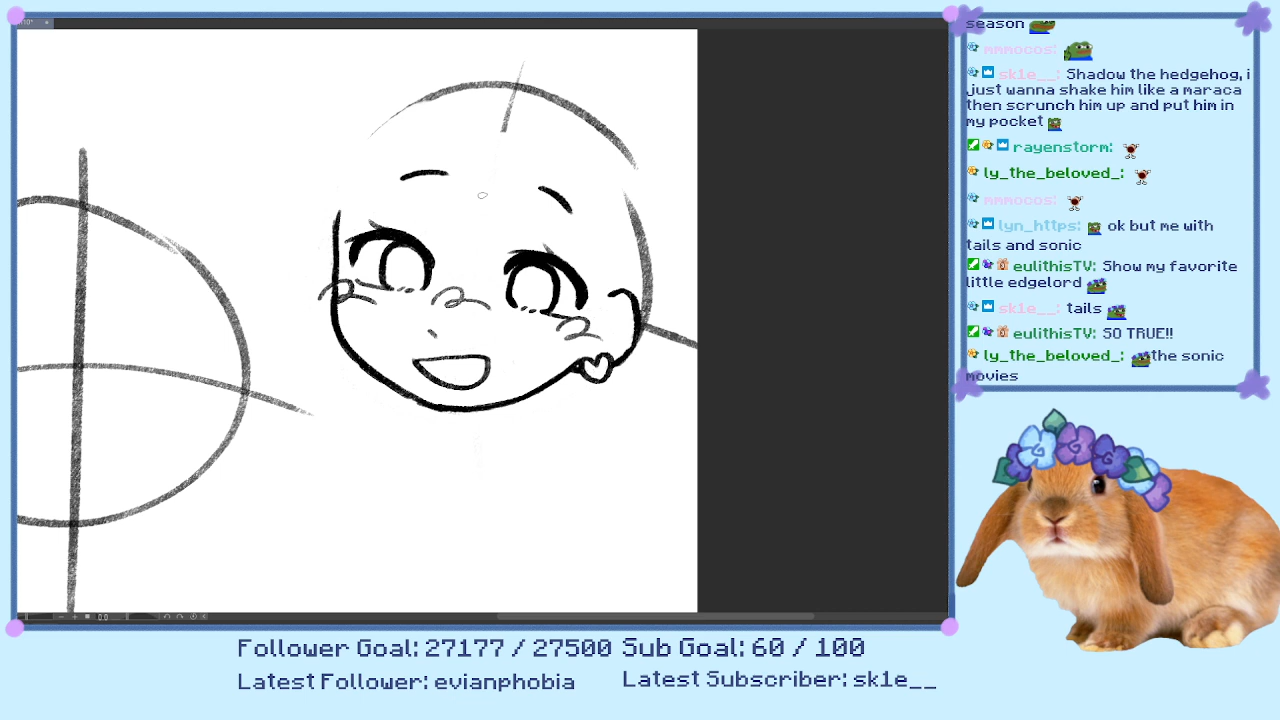 season
mmmocos:
sk1e__: Shadow the hedgehog, i
just wanna shake him like a maraca
then scrunch him up and put him in
my pocket
rayenstorm:
ly_the_beloved_:
mmmocos:
lyn_https: ok but me with
tails and sonic
eulithisTV: Show my favorite
little edgelord
sk1e__: tails
eulithisTV: SO TRUE!!
ly_the_beloved_: the sonic
movies
Follower Goal: 27177 / 27500 Sub Goal: 60 / 100
Latest Follower: evianphobia Latest Subscriber: sk1e__